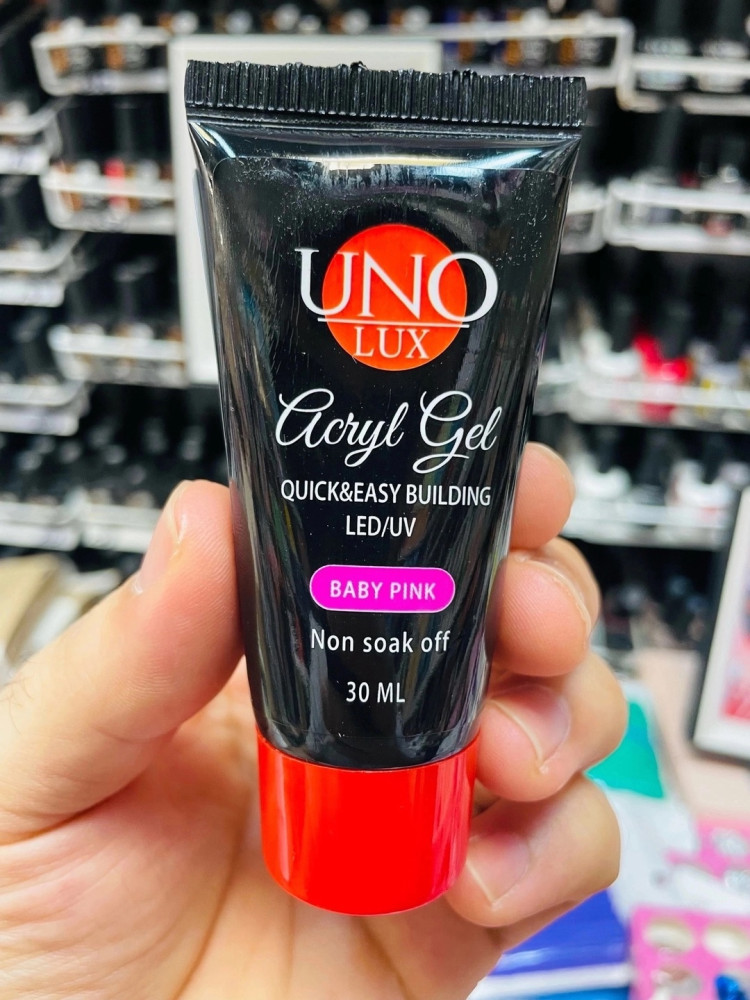 UNO
LUX
Acryl Gel
QUICK&EASY BUILDING
LED/UV
BABY PINK
Non soak off
30 ML